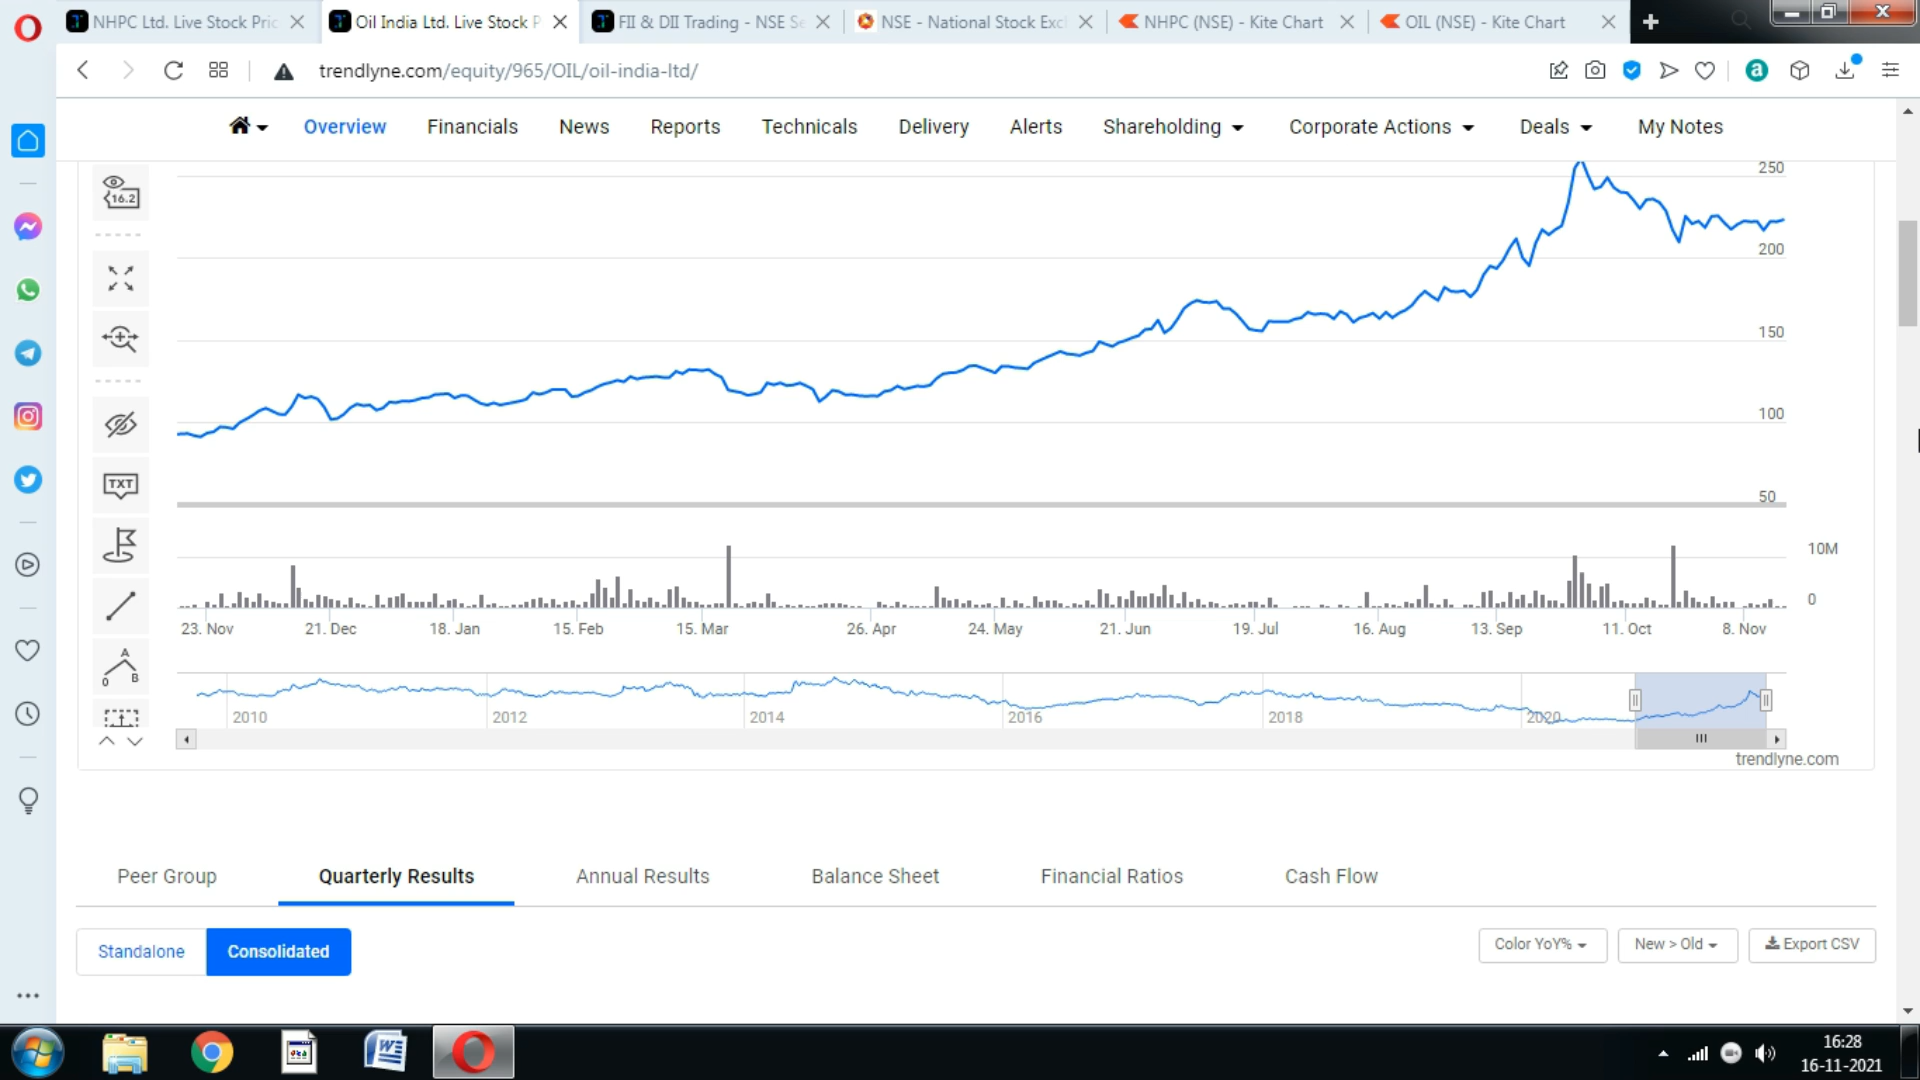 NHPC Ltd. Live Stock Pric
Oil India Ltd. Live Stock P
FII & DII Trading - NSE Se
NSE - National Stock Excl
NHPC (NSE) - Kite Chart
OIL (NSE) - Kite Chart
trendlyne.com/equity/965/OIL/oil-india-ltd/
a
Overview Financials News Reports Technicals Delivery Alerts Shareholding Corporate Actions Deals My Notes
16.2
TXT
A
0 B
250
200
150
100
50
10M
0
23. Nov 21. Dec 18. Jan 15. Feb 15. Mar 26. Apr 24. May 21. Jun 19. Jul 16. Aug 13. Sep 11. Oct 8. Nov
2010 2012 2014 2016 2018 2020
trendlyne.com
Peer Group Quarterly Results Annual Results Balance Sheet Financial Ratios Cash Flow
Standalone Consolidated
Color YoY% New > Old Export CSV
16:28
16-11-2021